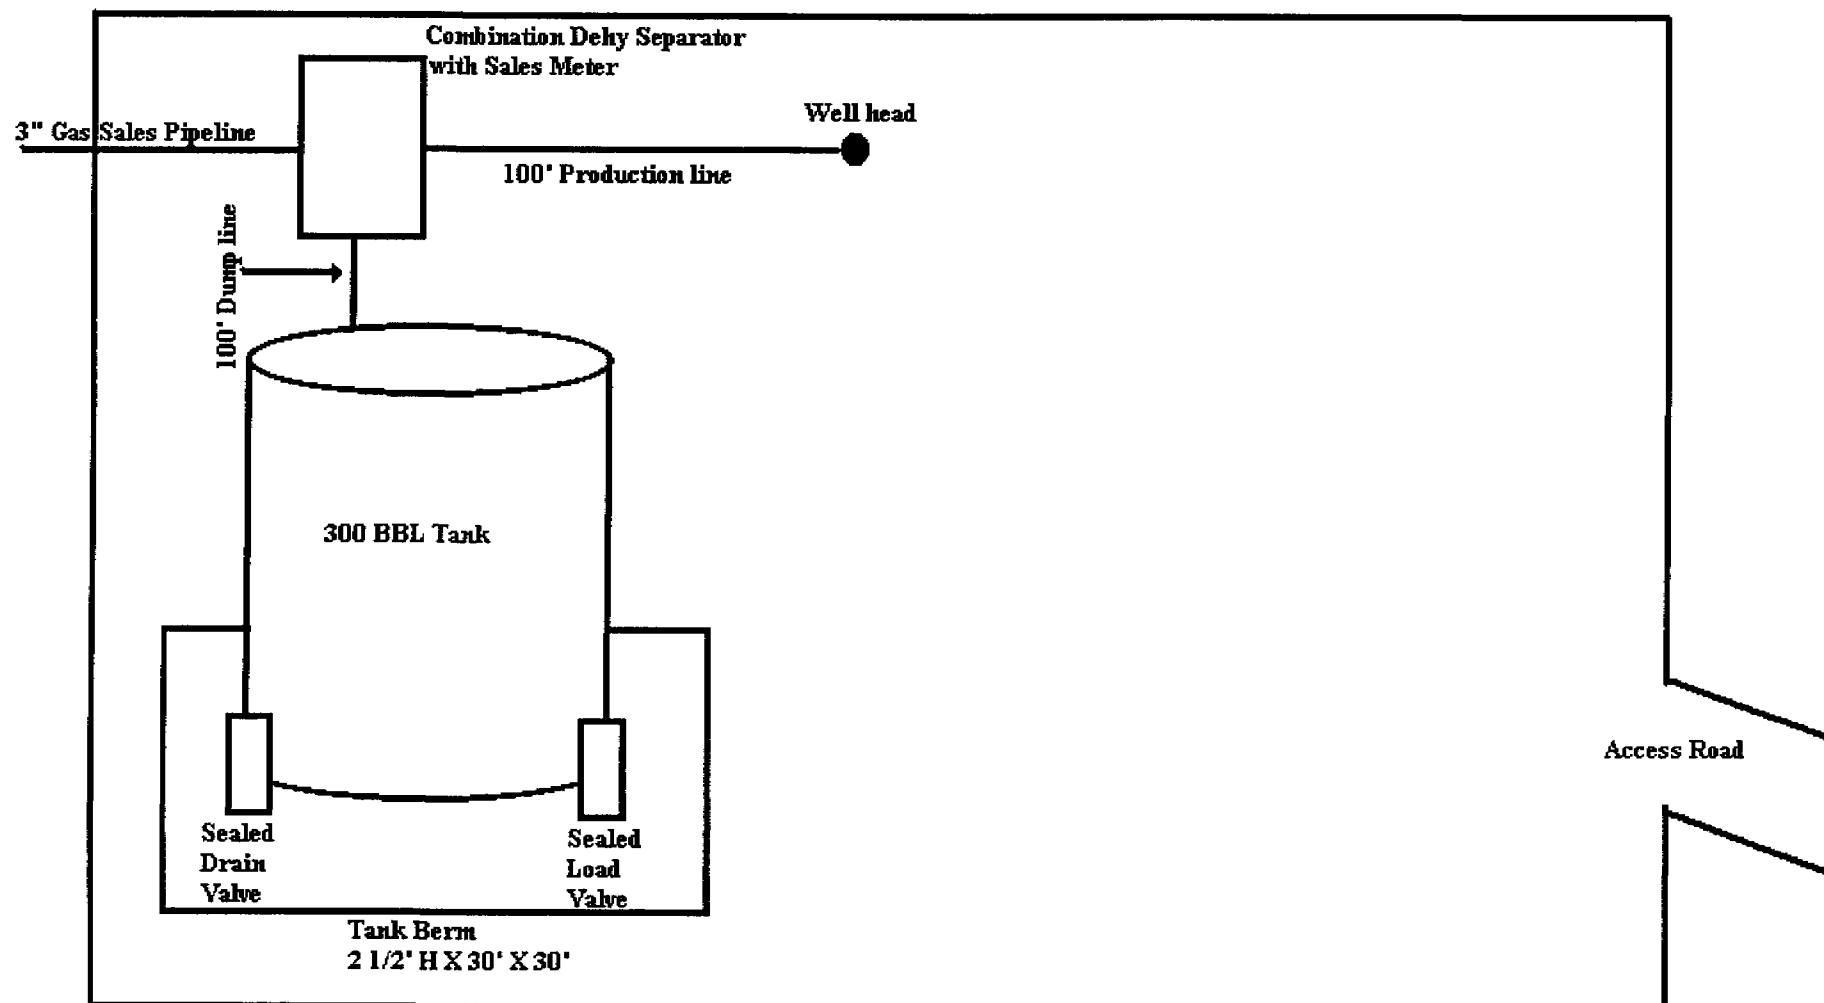 Combination Dehy Separator
with Sales Meter
Well head
3" Gas Sales Pipeline
100' Production line
100' Dump line
300 BBL Tank
Access Road
Sealed
Drain
Valve
Sealed
Load
Valve
Tank Berm
2 1/2' H X 30' X 30'